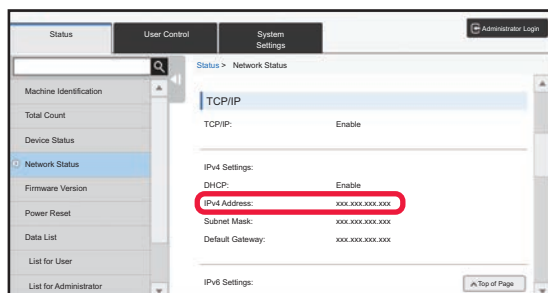 Status
User Control
System
Settings
Administrator Login
Status > Network Status
Machine Identification
Total Count
Device Status
Network Status
Firmware Version
Power Reset
Data List
List for User
List for Administrator
TCP/IP
TCP/IP: Enable
IPv4 Settings:
DHCP: Enable
IPv4 Address: xxx.xxx.xxx.xxx
Subnet Mask: xxx.xxx.xxx.xxx
Default Gateway: xxx.xxx.xxx.xxx
IPv6 Settings:
Top of Page